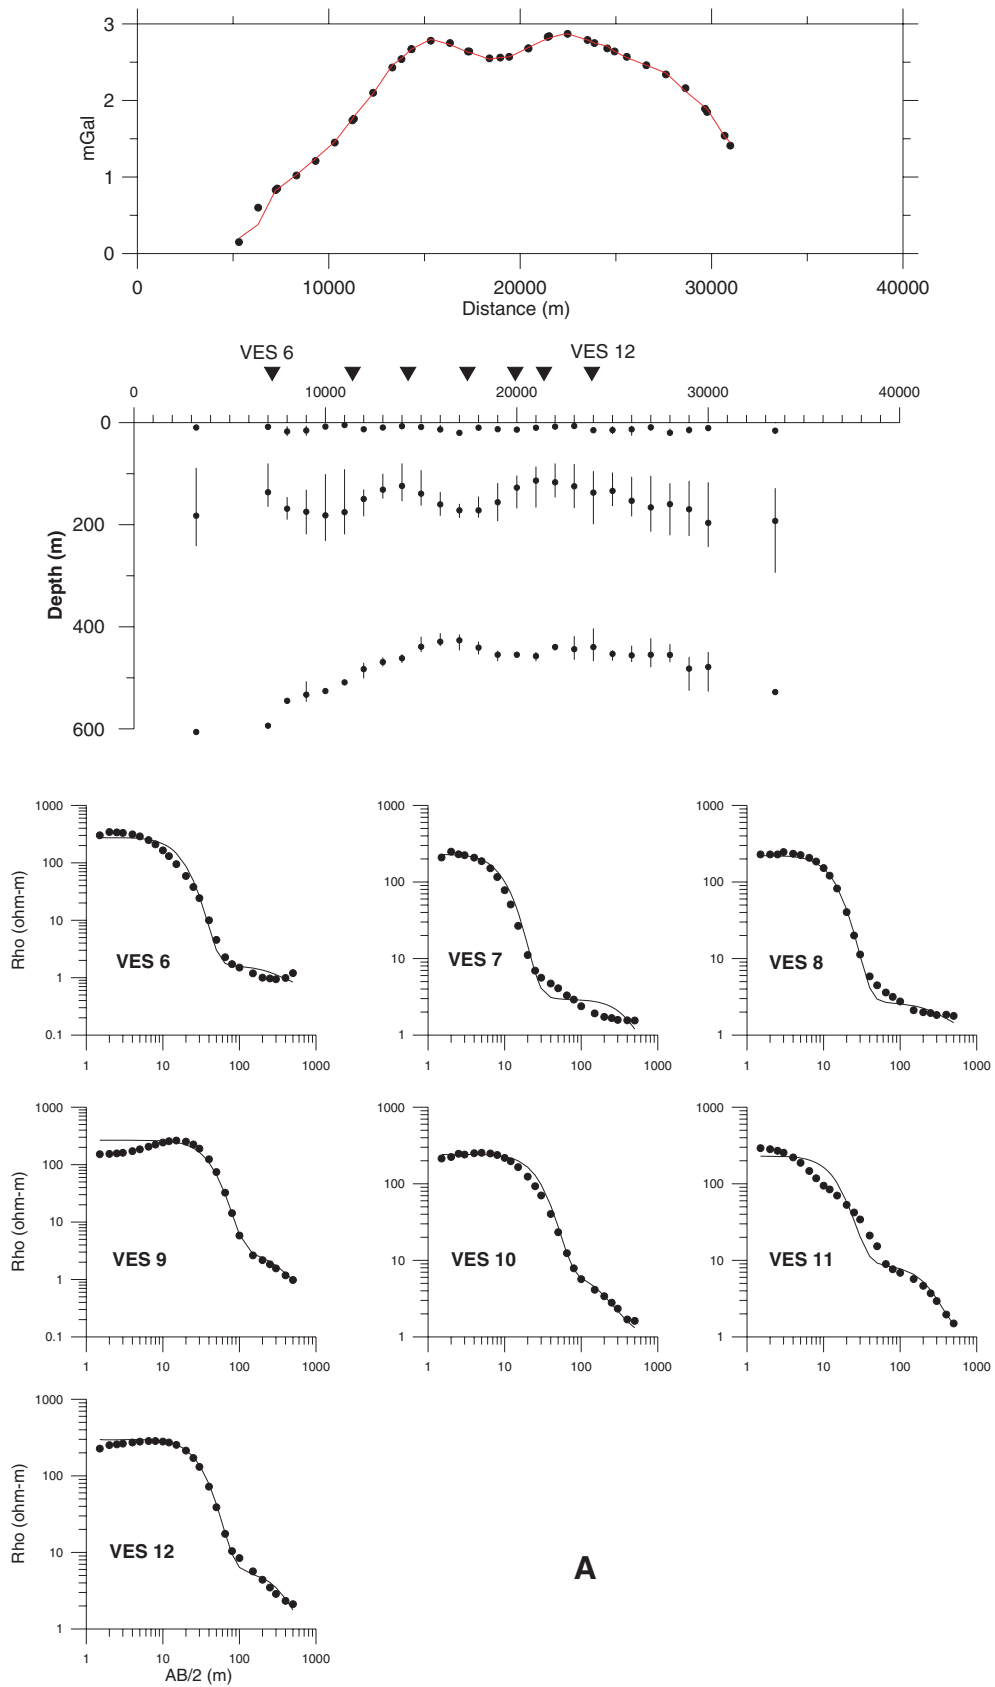 3
2
1
0
mGal
0 10000 20000 30000 40000
Distance (m)
VES 6 VES 12
0 10000 20000 30000 40000
0
200
400
600
Depth (m)
1000
100
10
1
0.1
Rho (ohm-m)
VES 6
1 10 100 1000
1000
100
10
1
VES 7
1 10 100 1000
1000
100
10
1
VES 8
1 10 100 1000
1000
100
10
1
0.1
Rho (ohm-m)
VES 9
1 10 100 1000
1000
100
10
1
VES 10
1 10 100 1000
1000
100
10
1
VES 11
1 10 100 1000
1000
100
10
1
Rho (ohm-m)
VES 12
1 10 100 1000
AB/2 (m)
A